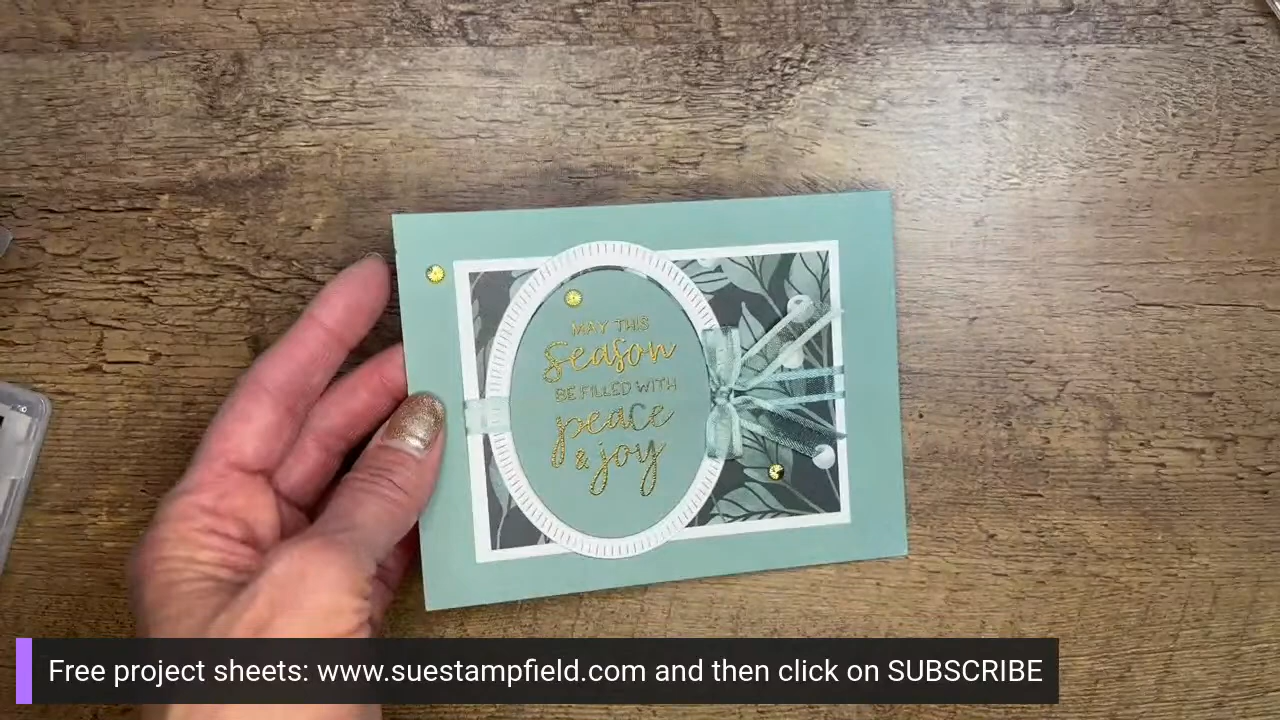 MAY THIS
season
BE FILLED WITH
peace
& joy
Free project sheets: www.suestampfield.com and then click on SUBSCRIBE